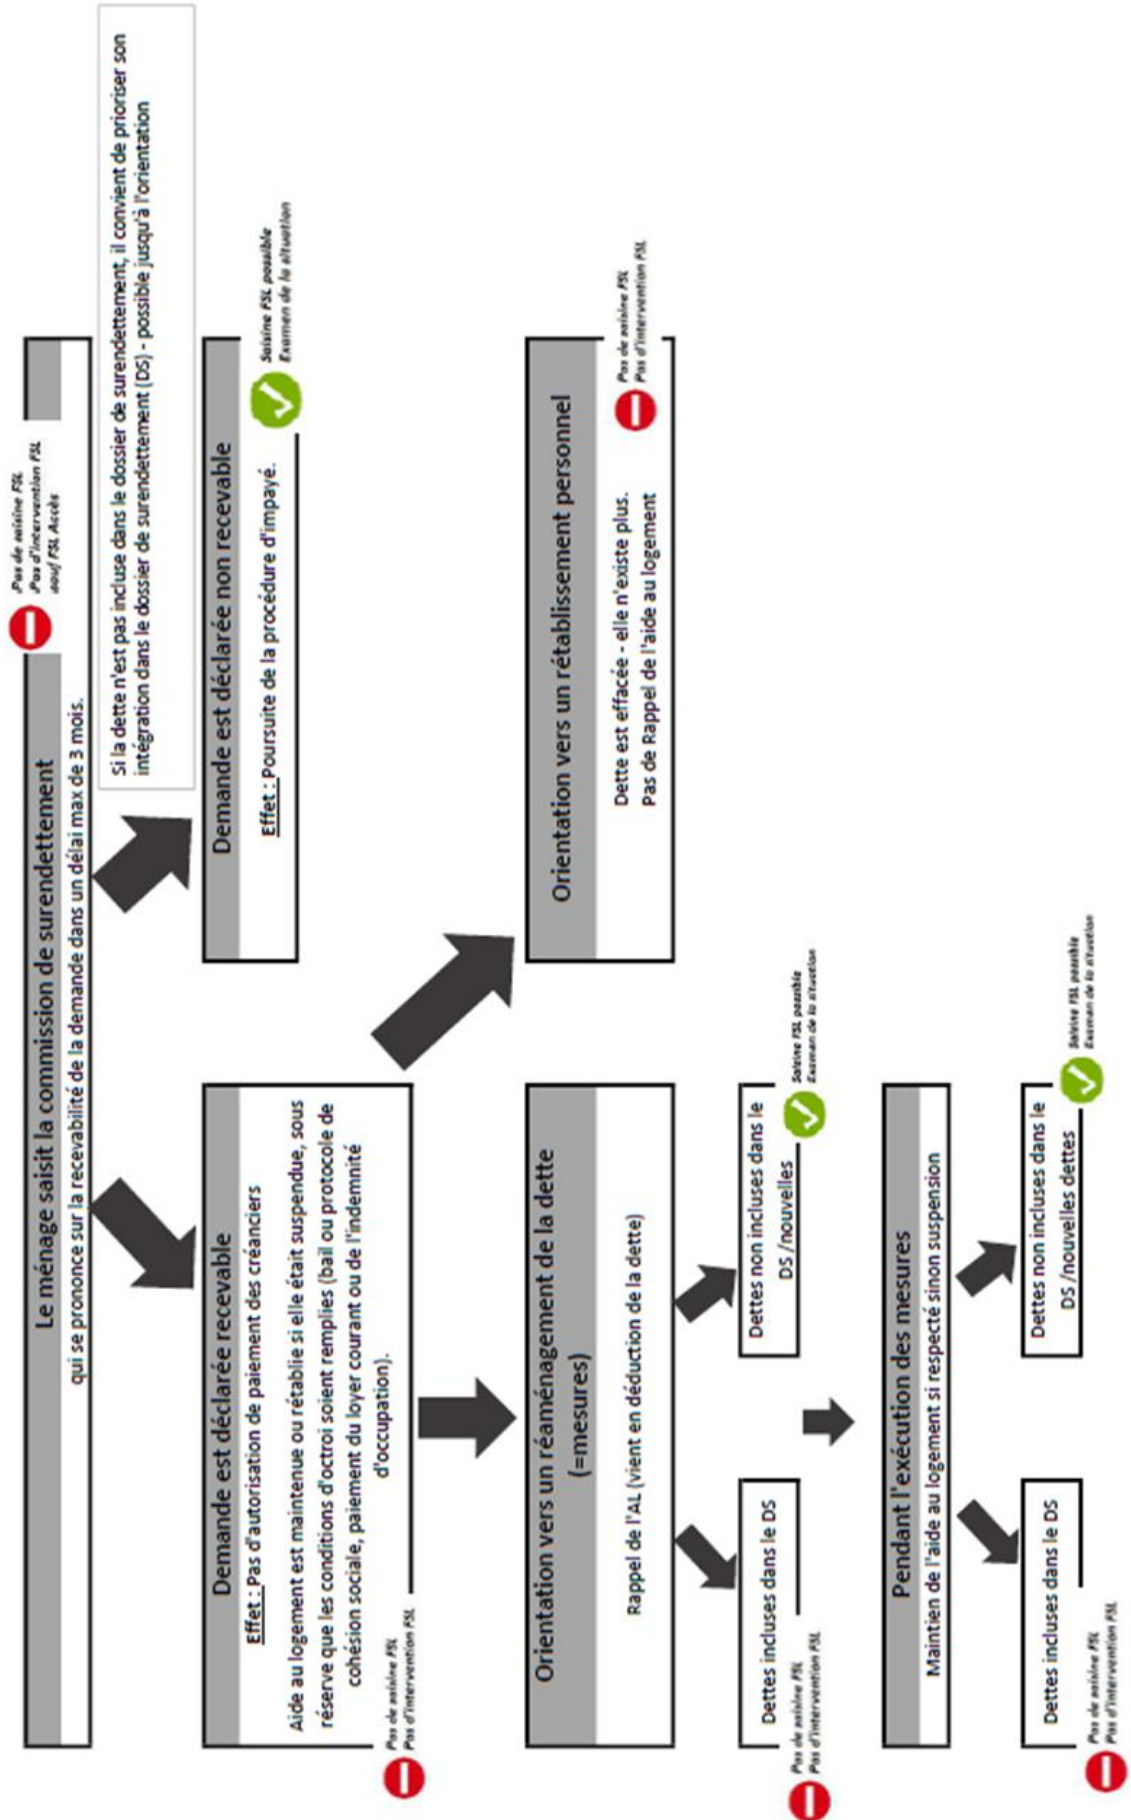 Le ménage saisit la commission de surendettement
Pas de saisine FSL
Pas d'intervention FSL
sauf FSL Accès
qui se prononce sur la recevabilité de la demande dans un délai max de 3 mois.
Si la dette n'est pas incluse dans le dossier de surendettement, il convient de prioriser son
intégration dans le dossier de surendettement (DS) - possible jusqu'à l'orientation
Demande est déclarée recevable
Effet : Pas d'autorisation de paiement des créanciers
Aide au logement est maintenue ou rétablie si elle était suspendue, sous
réserve que les conditions d'octroi soient remplies (bail ou protocole de
cohésion sociale, paiement du loyer courant ou de l'indemnité
d'occupation).
Pas de saisine FSL
Pas d'intervention FSL
Demande est déclarée non recevable
Effet : Poursuite de la procédure d'impayé.
Saisine FSL possible
Examen de la situation
Orientation vers un réaménagement de la dette
(=mesures)
Rappel de l'AL (vient en déduction de la dette)
Orientation vers un rétablissement personnel
Dette est effacée - elle n'existe plus.
Pas de Rappel de l'aide au logement
Pas de saisine FSL
Pas d'intervention FSL
Dettes incluses dans le DS
Pas de saisine FSL
Pas d'intervention FSL
Dettes non incluses dans le
DS /nouvelles
Saisine FSL possible
Examen de la situation
Pendant l'exécution des mesures
Maintien de l'aide au logement si respecté sinon suspension
Dettes incluses dans le DS
Pas de saisine FSL
Pas d'intervention FSL
Dettes non incluses dans le
DS /nouvelles dettes
Saisine FSL possible
Examen de la situation